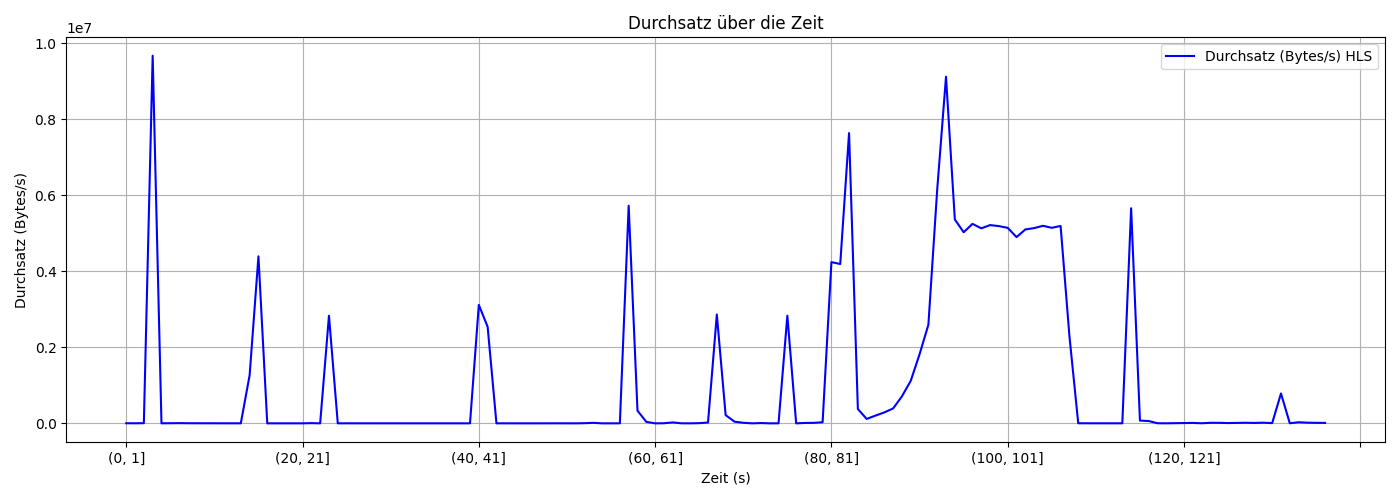 Durchsatz über die Zeit
1e7
Durchsatz (Bytes/s) HLS
Durchsatz (Bytes/s)
1.0
0.8
0.6
0.4
0.2
0.0
(0, 1] (20, 21] (40, 41] (60, 61] (80, 81] (100, 101] (120, 121]
Zeit (s)